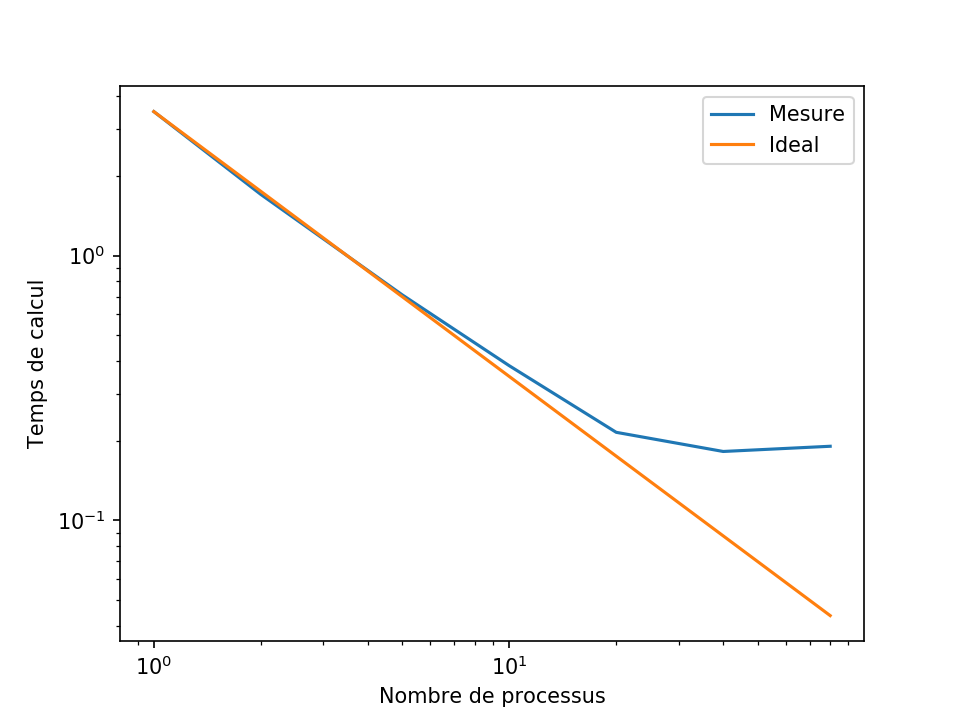 Mesure
Ideal
10⁰
10⁻¹
Temps de calcul
10⁰
10¹
Nombre de processus